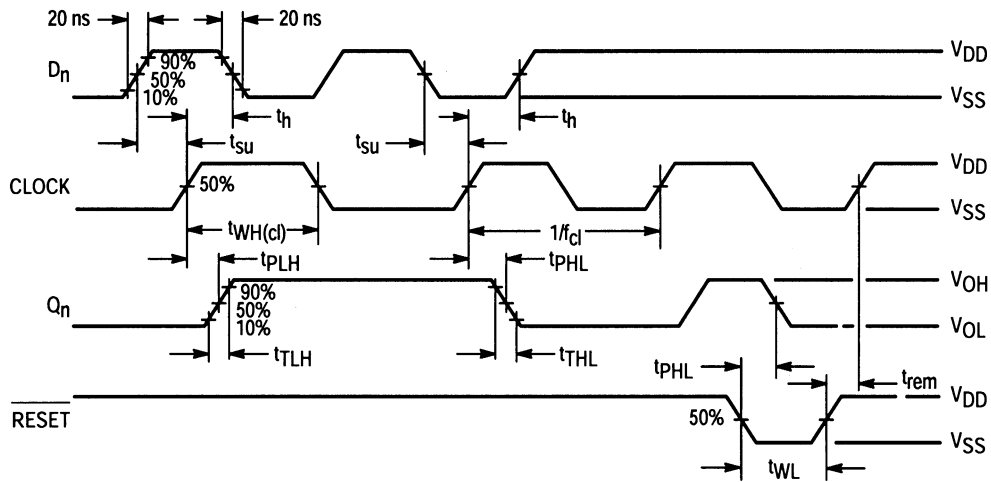 20 ns
20 ns
Dn
90%
50%
10%
VDD
VSS
th
th
tsu
tsu
CLOCK
50%
VDD
VSS
tWH(cl)
1/fcl
tPLH
tPHL
Qn
90%
50%
10%
VOH
VOL
tTLH
tTHL
tPHL
trem
RESET
50%
VDD
VSS
tWL